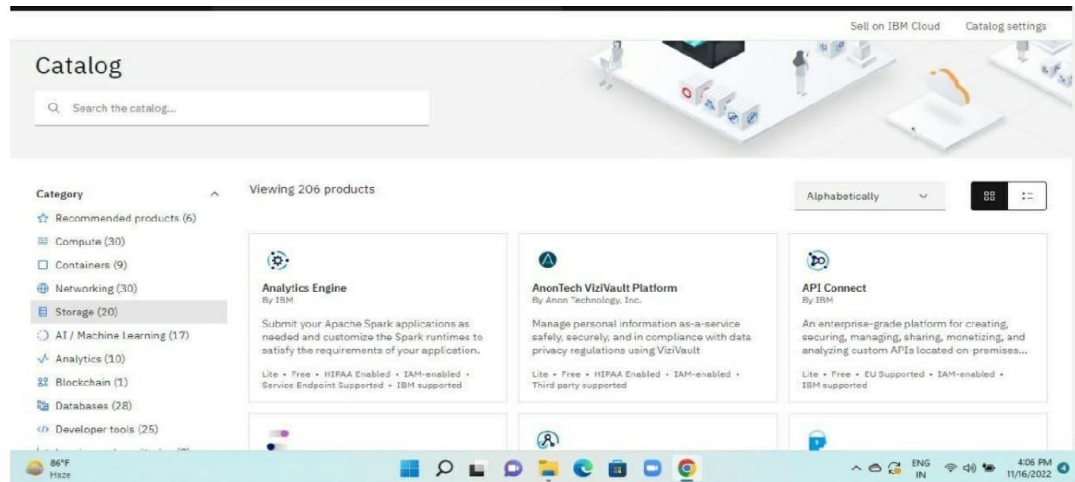 Sell on IBM Cloud Catalog settings
Catalog
Search the catalog...
Category
Recommended products (6)
Compute (30)
Containers (9)
Networking (30)
Storage (20)
AI / Machine Learning (17)
Analytics (10)
Blockchain (1)
Databases (28)
Developer tools (25)
Viewing 206 products
Alphabetically
Analytics Engine
By IBM
Submit your Apache Spark applications as
needed and customize the Spark runtimes to
satisfy the requirements of your application.
Lite • Free • HIPAA Enabled • IAM-enabled •
Service Endpoint Supported • IBM supported
AnonTech ViziVault Platform
By Anon Technology, Inc.
Manage personal information as-a-service
safely, securely, and in compliance with data
privacy regulations using ViziVault
Lite • Free • HIPAA Enabled • IAM-enabled •
Third party supported
API Connect
By IBM
An enterprise-grade platform for creating,
securing, managing, sharing, monetizing, and
analyzing custom APIs located on-premises...
Lite • Free • EU Supported • IAM-enabled •
IBM supported
86°F
Haze
ENG
IN
4:06 PM
11/16/2022
4